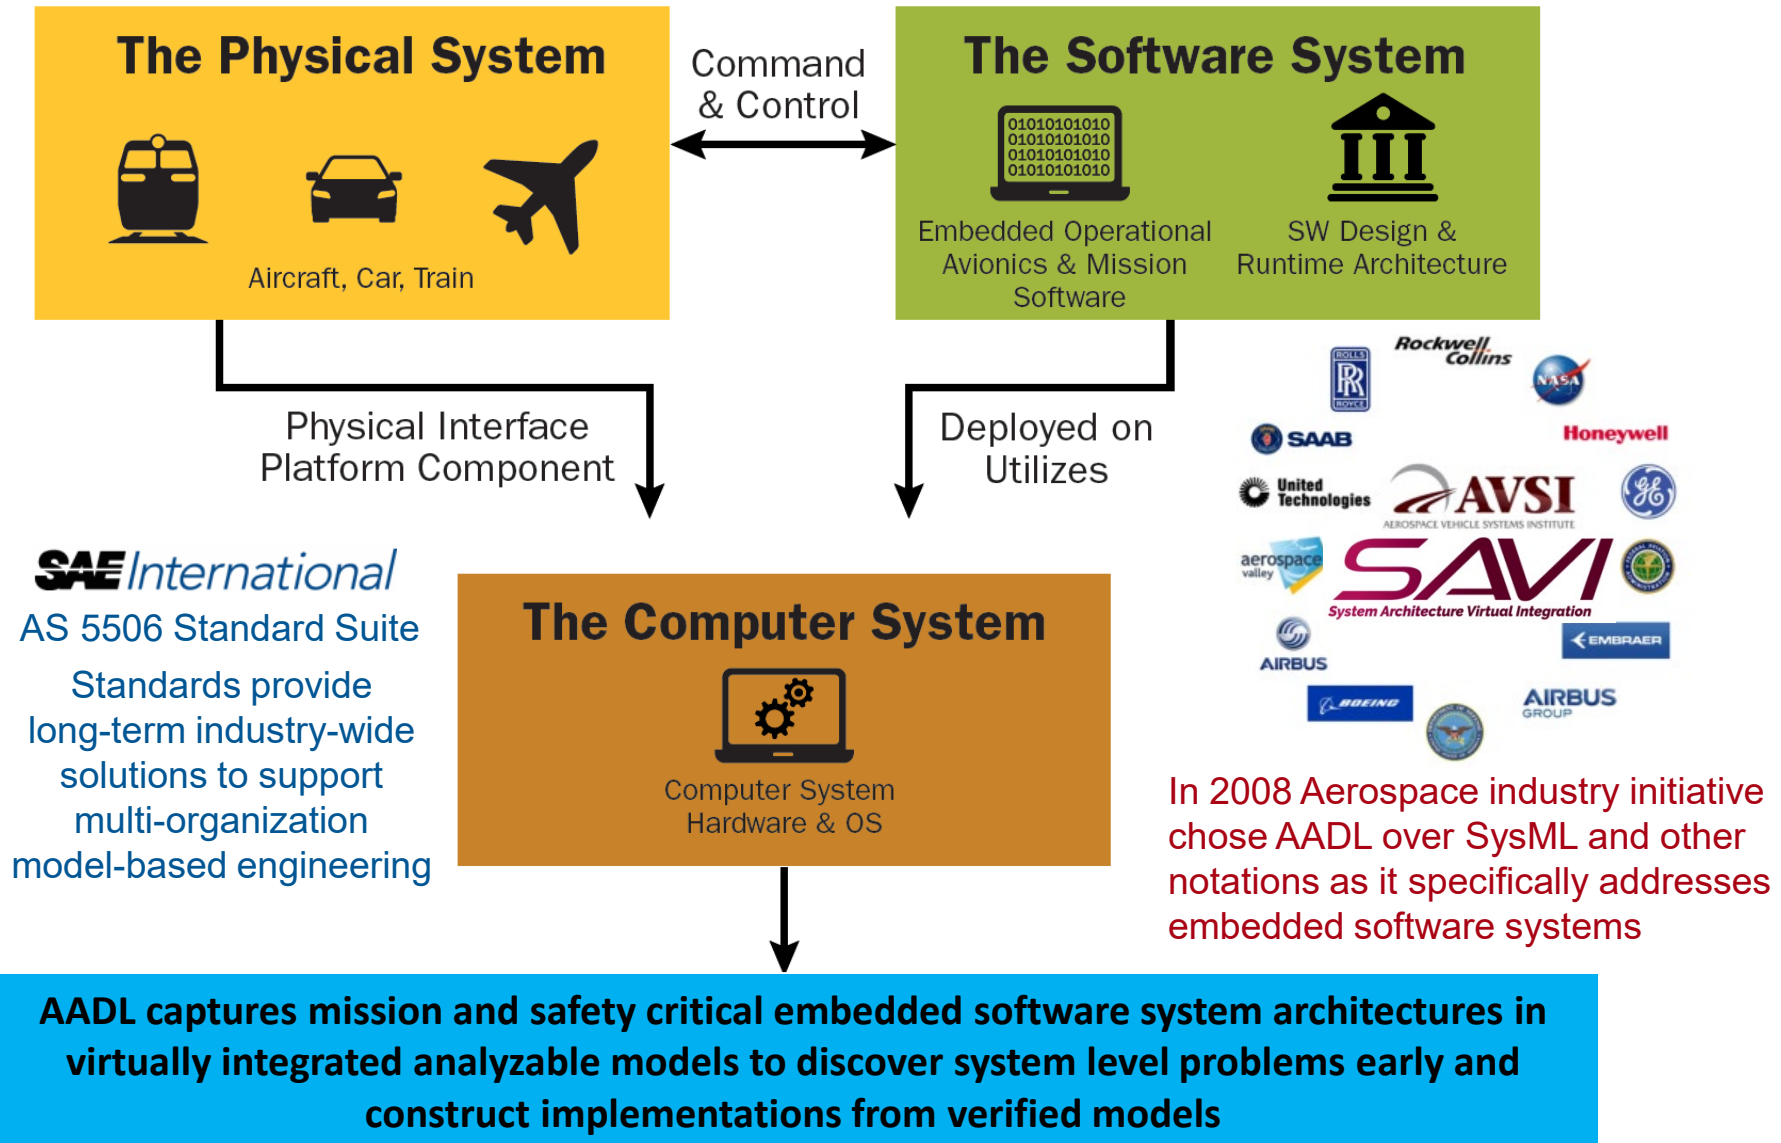 The Physical System
Aircraft, Car, Train
Command
& Control
The Software System
01010101010
01010101010
01010101010
01010101010
Embedded Operational
Avionics & Mission
Software
SW Design &
Runtime Architecture
Physical Interface
Platform Component
Deployed on
Utilizes
ROLLS
RR
ROYCE
Rockwell
Collins
NASA
SAAB
Honeywell
United
Technologies
AVSI
AEROSPACE VEHICLE SYSTEMS INSTITUTE
GE
aerospace
valley
SAVI
System Architecture Virtual Integration
AIRBUS
EMBRAER
BOEING
AIRBUS
GROUP
SAE International
AS 5506 Standard Suite
Standards provide
long-term industry-wide
solutions to support
multi-organization
model-based engineering
The Computer System
Computer System
Hardware & OS
In 2008 Aerospace industry initiative
chose AADL over SysML and other
notations as it specifically addresses
embedded software systems
AADL captures mission and safety critical embedded software system architectures in
virtually integrated analyzable models to discover system level problems early and
construct implementations from verified models